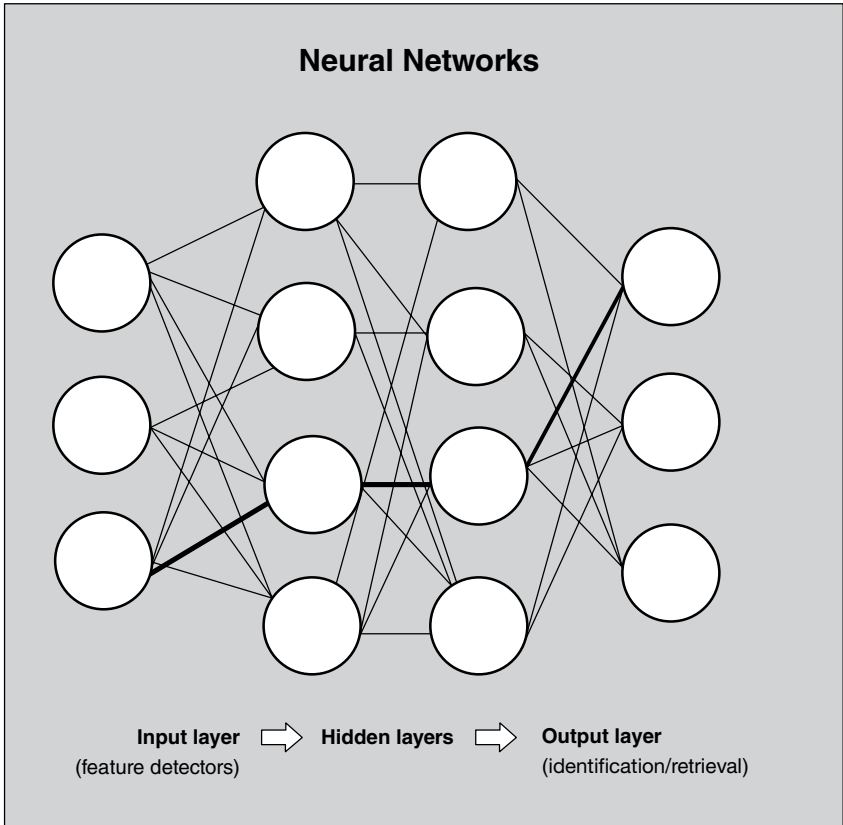 Neural Networks
Input layer
(feature detectors)
Hidden layers
Output layer
(identification/retrieval)